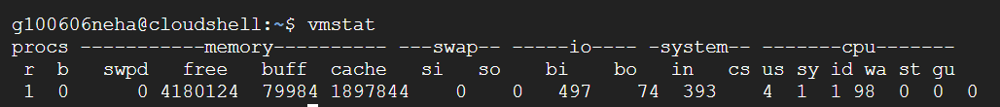 g100606neha@cloudshell:~$ vmstat
procs -----------memory---------- ---swap-- -----io---- -system-- -------cpu-------
 r  b   swpd   free   buff  cache   si   so    bi    bo   in   cs us sy id wa st gu
 1  0      0 4180124  79984 1897844    0    0   497    74  393    4  1  1 98  0  0  0